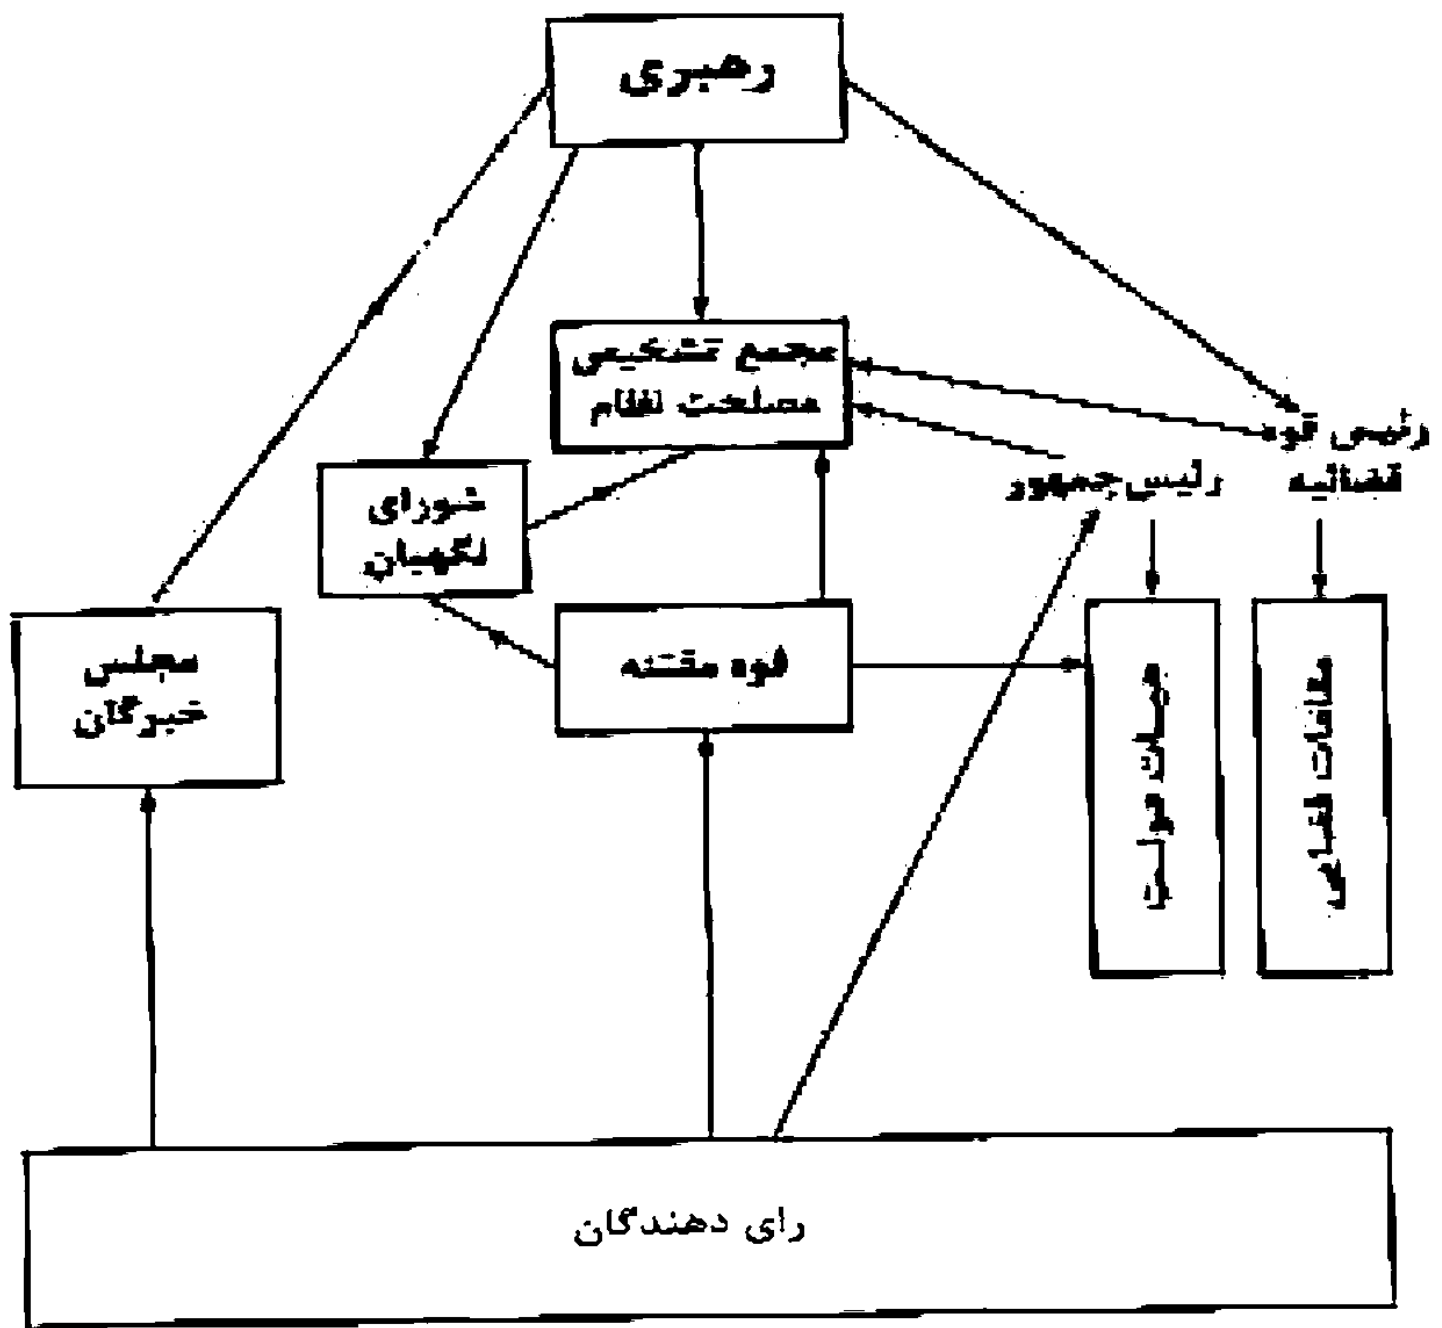 رهبری
مجمع تشخیص
مصلحت نظام
رئیس قوه
قضائیه
رئیس جمهور
شورای
نگهبان
قوه مقننه
مجلس
خبرگان
هیات دولت
مقامات قضایی
رای دهندگان